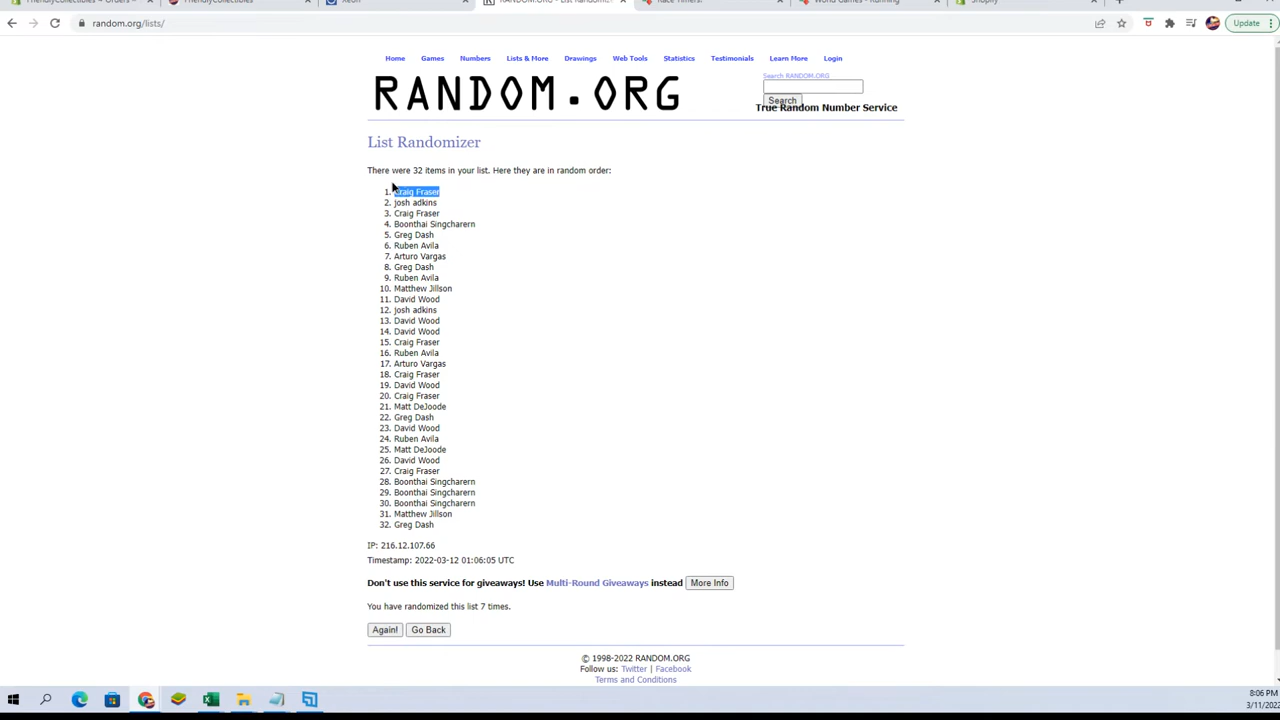 random.org/lists/
Update
Home Games Numbers Lists & More Drawings Web Tools Statistics Testimonials Learn More Login
Search RANDOM.ORG
RANDOM.ORG
Search
True Random Number Service
List Randomizer
There were 32 items in your list. Here they are in random order:
1. Craig Fraser
2. josh adkins
3. Craig Fraser
4. Boonthai Singcharern
5. Greg Dash
6. Ruben Avila
7. Arturo Vargas
8. Greg Dash
9. Ruben Avila
10. Matthew Jillson
11. David Wood
12. josh adkins
13. David Wood
14. David Wood
15. Craig Fraser
16. Ruben Avila
17. Arturo Vargas
18. Craig Fraser
19. David Wood
20. Craig Fraser
21. Matt DeJoode
22. Greg Dash
23. David Wood
24. Ruben Avila
25. Matt DeJoode
26. David Wood
27. Craig Fraser
28. Boonthai Singcharern
29. Boonthai Singcharern
30. Boonthai Singcharern
31. Matthew Jillson
32. Greg Dash
IP: 216.12.107.66
Timestamp: 2022-03-12 01:06:05 UTC
Don't use this service for giveaways! Use Multi-Round Giveaways instead More Info
You have randomized this list 7 times.
Again! Go Back
© 1998-2022 RANDOM.ORG
Follow us: Twitter | Facebook
Terms and Conditions
8:06 PM